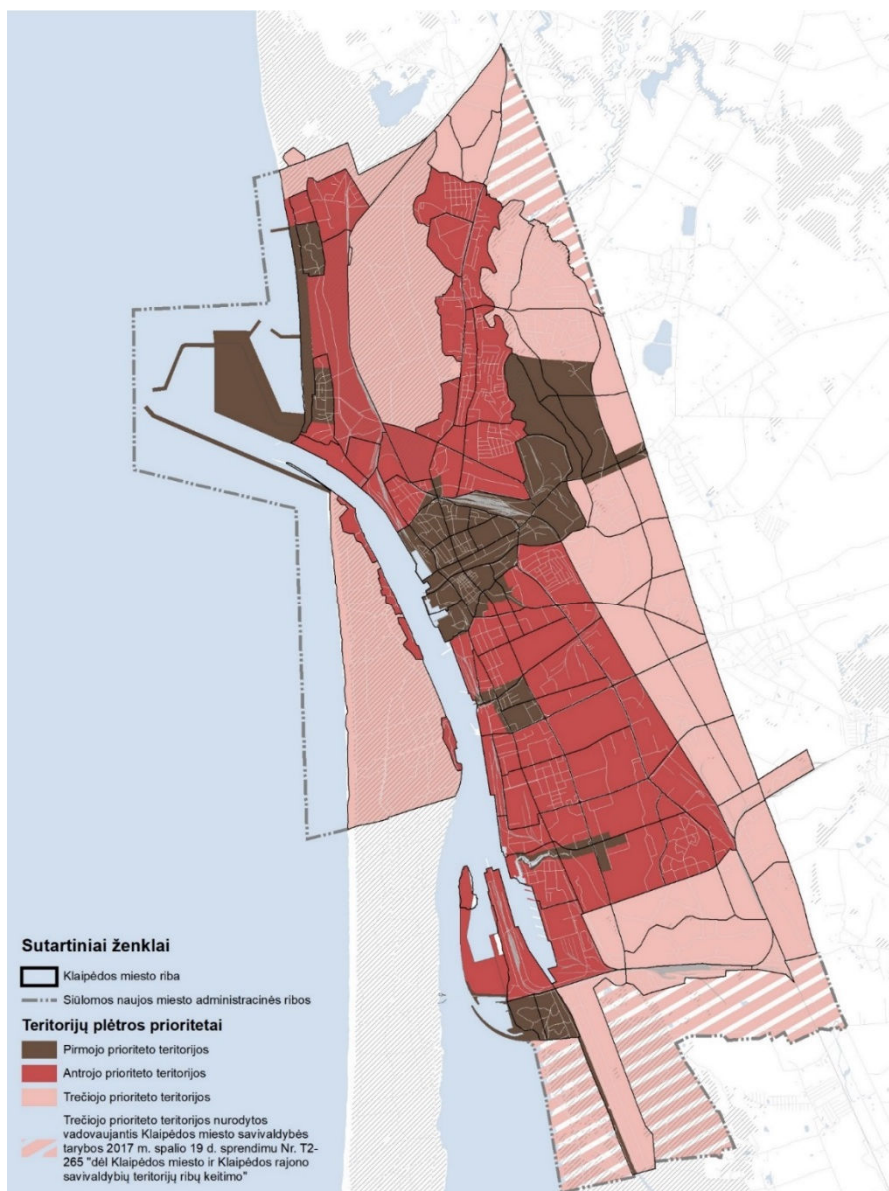 Sutartiniai ženklai
Klaipėdos miesto riba
Siūlomos naujos miesto administracinės ribos
Teritorijų plėtros prioritetai
Pirmojo prioriteto teritorijos
Antrojo prioriteto teritorijos
Trečiojo prioriteto teritorijos
Trečiojo prioriteto teritorijos nurodytos
vadovaujantis Klaipėdos miesto savivaldybės
tarybos 2017 m. spalio 19 d. sprendimu Nr. T2-
265 "dėl Klaipėdos miesto ir Klaipėdos rajono
savivaldybių teritorijų ribų keitimo"